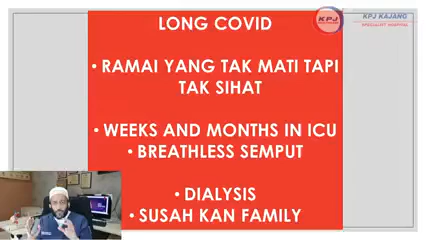 LONG COVID
KPJ
KPJ KAJANG
SPECIALIST HOSPITAL
• RAMAI YANG TAK MATI TAPI
TAK SIHAT
• WEEKS AND MONTHS IN ICU
• BREATHLESS SEMPUT
• DIALYSIS
• SUSAH KAN FAMILY